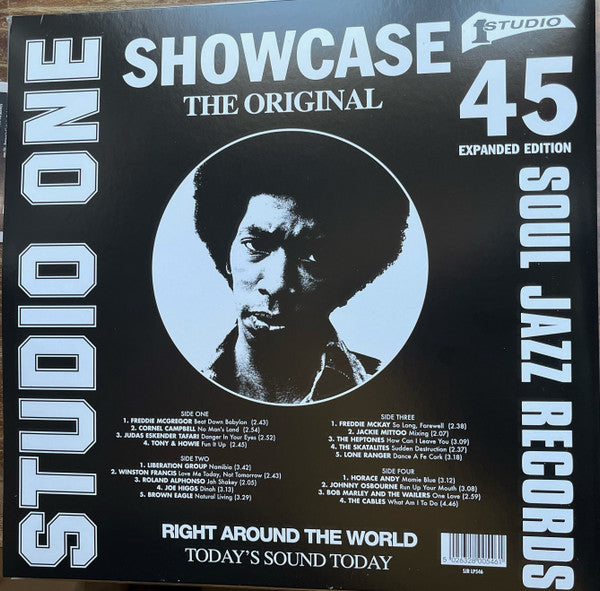 STUDIO ONE
SHOWCASE
THE ORIGINAL
1 STUDIO
45
EXPANDED EDITION
SOUL JAZZ RECORDS
SIDE ONE
1. FREDDIE MCGREGOR Beat Down Babylon (2.43)
2. CORNEL CAMPBELL No Man's Land (2.54)
3. JUDAS ESKENDER TAFARI Danger In Your Eyes (2.52)
4. TONY & HOWIE Fun It Up (2.45)
SIDE TWO
1. LIBERATION GROUP Namibia (3.42)
2. WINSTON FRANCIS Love Me Today, Not Tomorrow (2.43)
3. ROLAND ALPHONSO Jah Shakey (2.05)
4. JOE HIGGS Dinah (3.13)
5. BROWN EAGLE Natural Living (3.29)
SIDE THREE
1. FREDDIE MCKAY So Long, Farewell (2.38)
2. JACKIE MITTOO Mixing (2.07)
3. THE HEPTONES How Can I Leave You (3.09)
4. THE SKATALITES Sudden Destruction (2.37)
5. LONE RANGER Dance A Fe Cork (3.18)
SIDE FOUR
1. HORACE ANDY Mamie Blue (3.12)
2. JOHNNY OSBOURNE Run Up Your Mouth (3.08)
3. BOB MARLEY AND THE WAILERS One Love (2.59)
4. THE CABLES What Am I To Do (4.46)
RIGHT AROUND THE WORLD
TODAY'S SOUND TODAY
5 026328 005461
SJR LP546